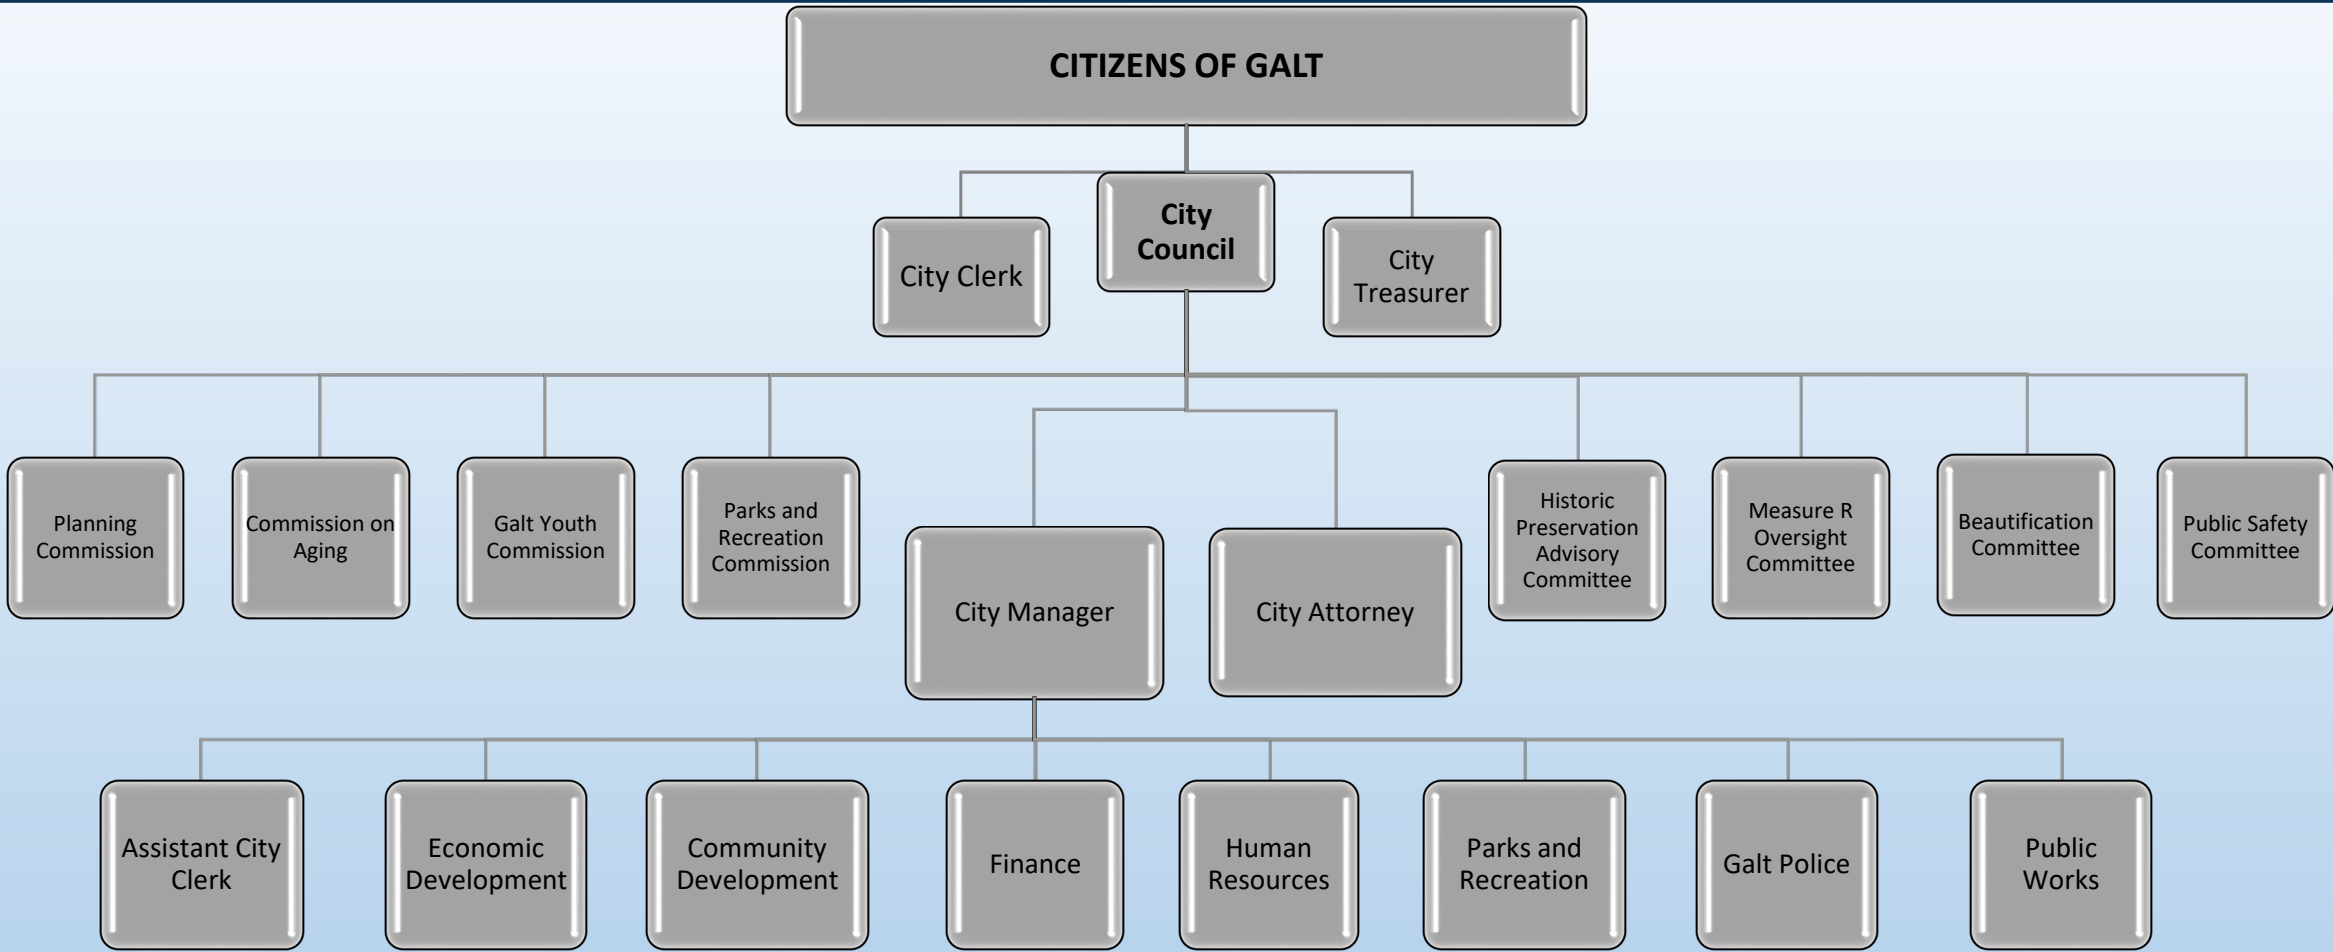 CITIZENS OF GALT
City Clerk
City
Council
City
Treasurer
Planning
Commission
Commission on
Aging
Galt Youth
Commission
Parks and
Recreation
Commission
City Manager
City Attorney
Historic
Preservation
Advisory
Committee
Measure R
Oversight
Committee
Beautification
Committee
Public Safety
Committee
Assistant City
Clerk
Economic
Development
Community
Development
Finance
Human
Resources
Parks and
Recreation
Galt Police
Public
Works